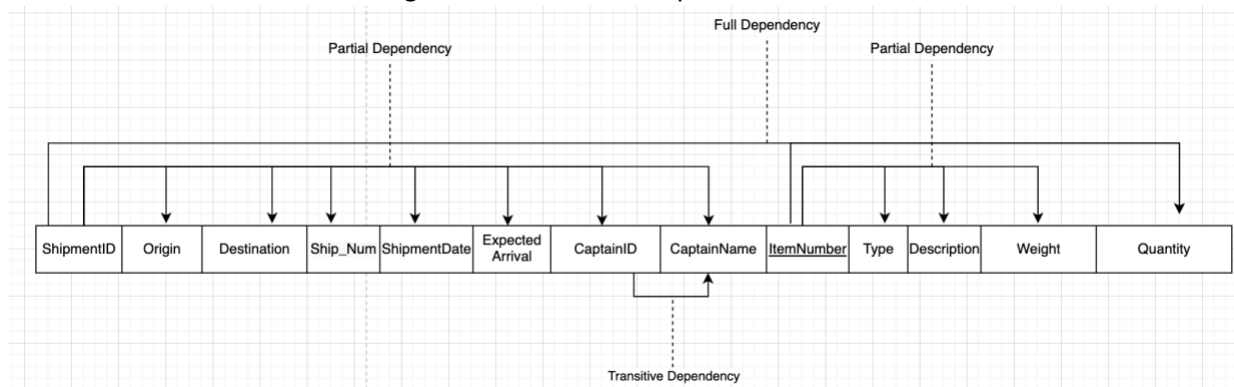 Full Dependency
Partial Dependency
Partial Dependency
ShipmentID
Origin
Destination
Ship_Num
ShipmentDate
Expected
Arrival
CaptainID
CaptainName
ItemNumber
Type
Description
Weight
Quantity
Transitive Dependency